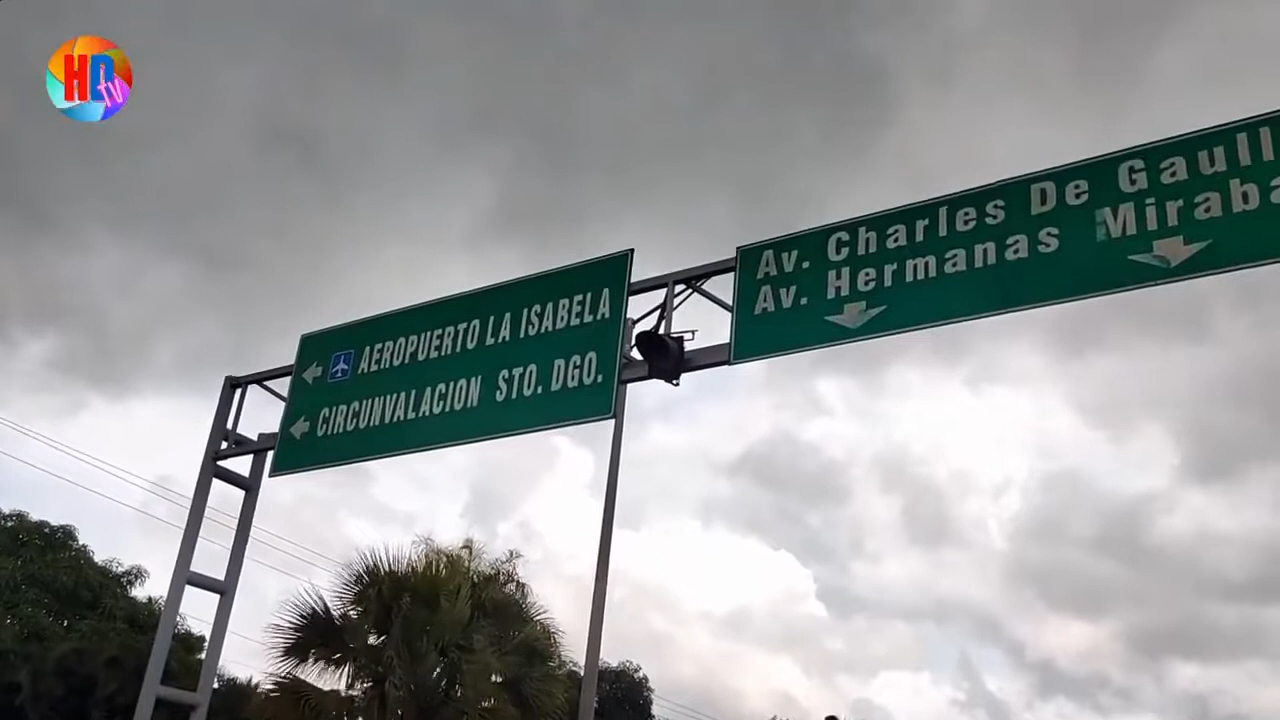 HD
TV
AEROPUERTO LA ISABELA
CIRCUNVALACION STO. DGO.
Av. Charles De Gaull
Av. Hermanas Miraba